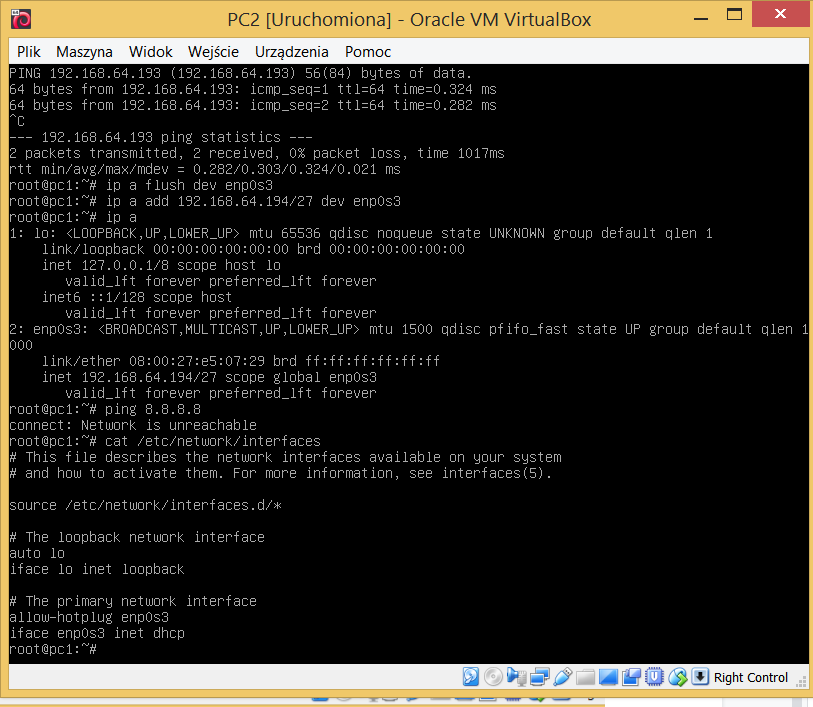 PC2 [Uruchomiona] - Oracle VM VirtualBox
Plik Maszyna Widok Wejście Urządzenia Pomoc
PING 192.168.64.193 (192.168.64.193) 56(84) bytes of data.
64 bytes from 192.168.64.193: icmp_seq=1 ttl=64 time=0.324 ms
64 bytes from 192.168.64.193: icmp_seq=2 ttl=64 time=0.282 ms
^C
--- 192.168.64.193 ping statistics ---
2 packets transmitted, 2 received, 0% packet loss, time 1017ms
rtt min/avg/max/mdev = 0.282/0.303/0.324/0.021 ms
root@pc1:~# ip a flush dev enp0s3
root@pc1:~# ip a add 192.168.64.194/27 dev enp0s3
root@pc1:~# ip a
1: lo: <LOOPBACK,UP,LOWER_UP> mtu 65536 qdisc noqueue state UNKNOWN group default qlen 1
    link/loopback 00:00:00:00:00:00 brd 00:00:00:00:00:00
    inet 127.0.0.1/8 scope host lo
       valid_lft forever preferred_lft forever
    inet6 ::1/128 scope host
       valid_lft forever preferred_lft forever
2: enp0s3: <BROADCAST,MULTICAST,UP,LOWER_UP> mtu 1500 qdisc pfifo_fast state UP group default qlen 1
000
    link/ether 08:00:27:e5:07:29 brd ff:ff:ff:ff:ff:ff
    inet 192.168.64.194/27 scope global enp0s3
       valid_lft forever preferred_lft forever
root@pc1:~# ping 8.8.8.8
connect: Network is unreachable
root@pc1:~# cat /etc/network/interfaces
# This file describes the network interfaces available on your system
# and how to activate them. For more information, see interfaces(5).

source /etc/network/interfaces.d/*

# The loopback network interface
auto lo
iface lo inet loopback

# The primary network interface
allow-hotplug enp0s3
iface enp0s3 inet dhcp
root@pc1:~#
Right Control